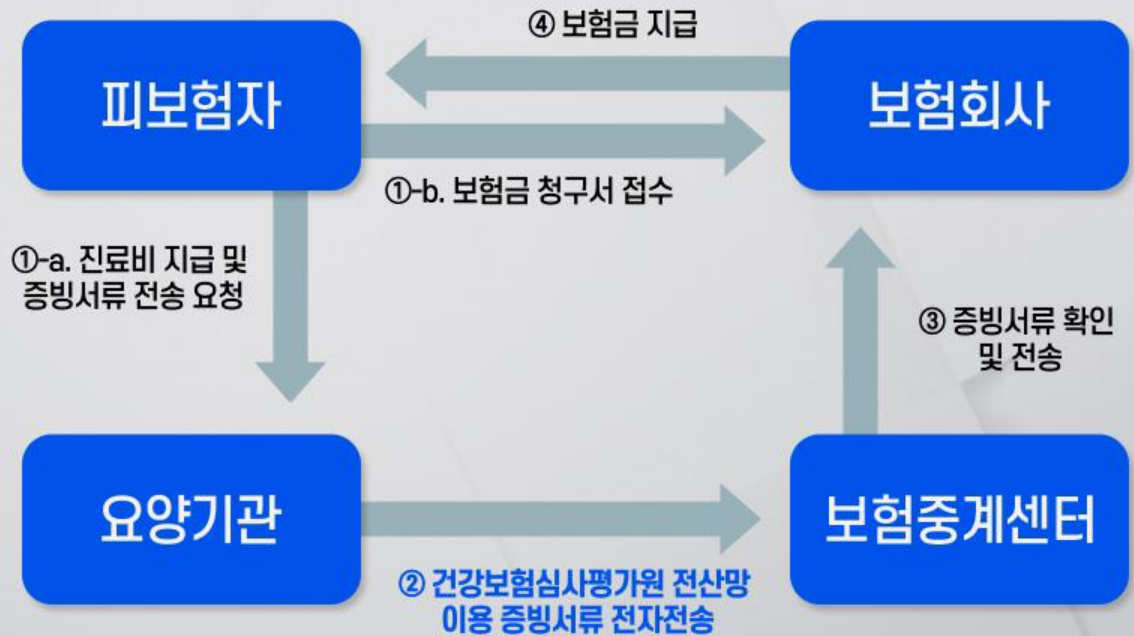 ④ 보험금 지급
피보험자
보험회사
①-b. 보험금 청구서 접수
①-a. 진료비 지급 및
증빙서류 전송 요청
③ 증빙서류 확인
및 전송
요양기관
보험중계센터
② 건강보험심사평가원 전산망
이용 증빙서류 전자전송